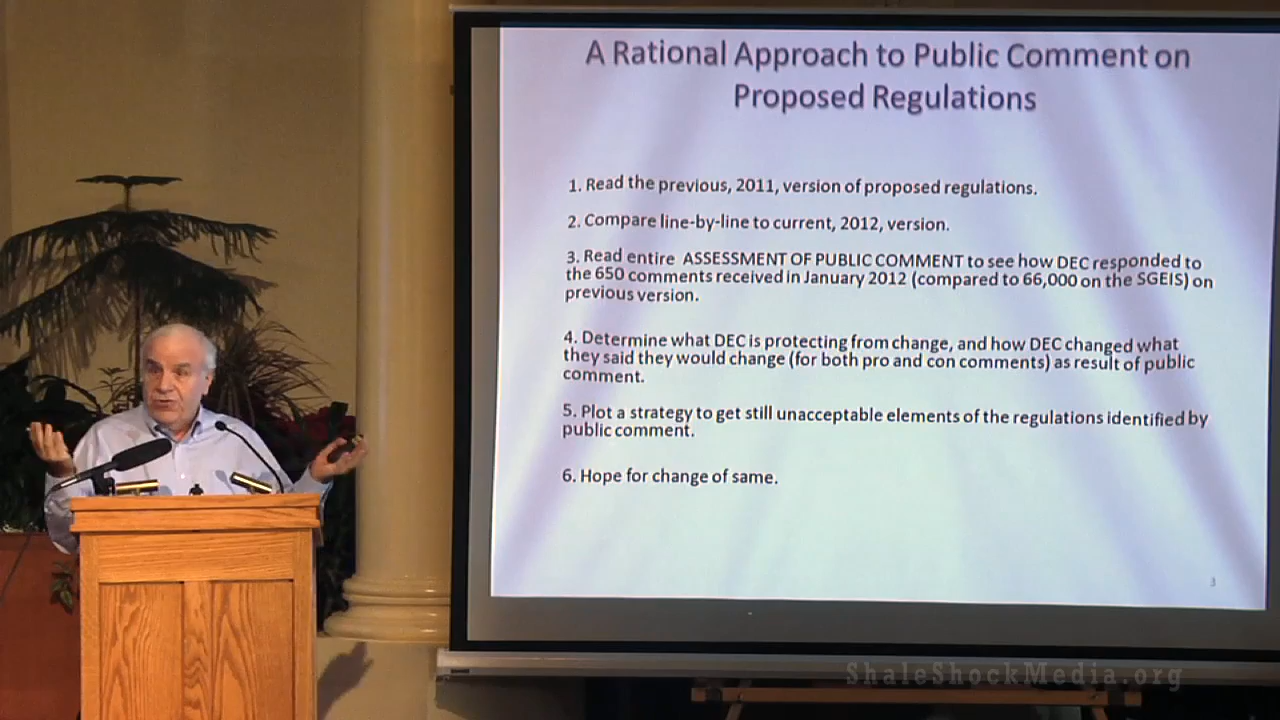 A Rational Approach to Public Comment on
Proposed Regulations
1. Read the previous, 2011, version of proposed regulations.
2. Compare line-by-line to current, 2012, version.
3. Read entire ASSESSMENT OF PUBLIC COMMENT to see how DEC responded to
the 650 comments received in January 2012 (compared to 66,000 on the SGEIS) on
previous version.
4. Determine what DEC is protecting from change, and how DEC changed what
they said they would change (for both pro and con comments) as result of public
comment.
5. Plot a strategy to get still unacceptable elements of the regulations identified by
public comment.
6. Hope for change of same.
3
ShaleShockMedia.org